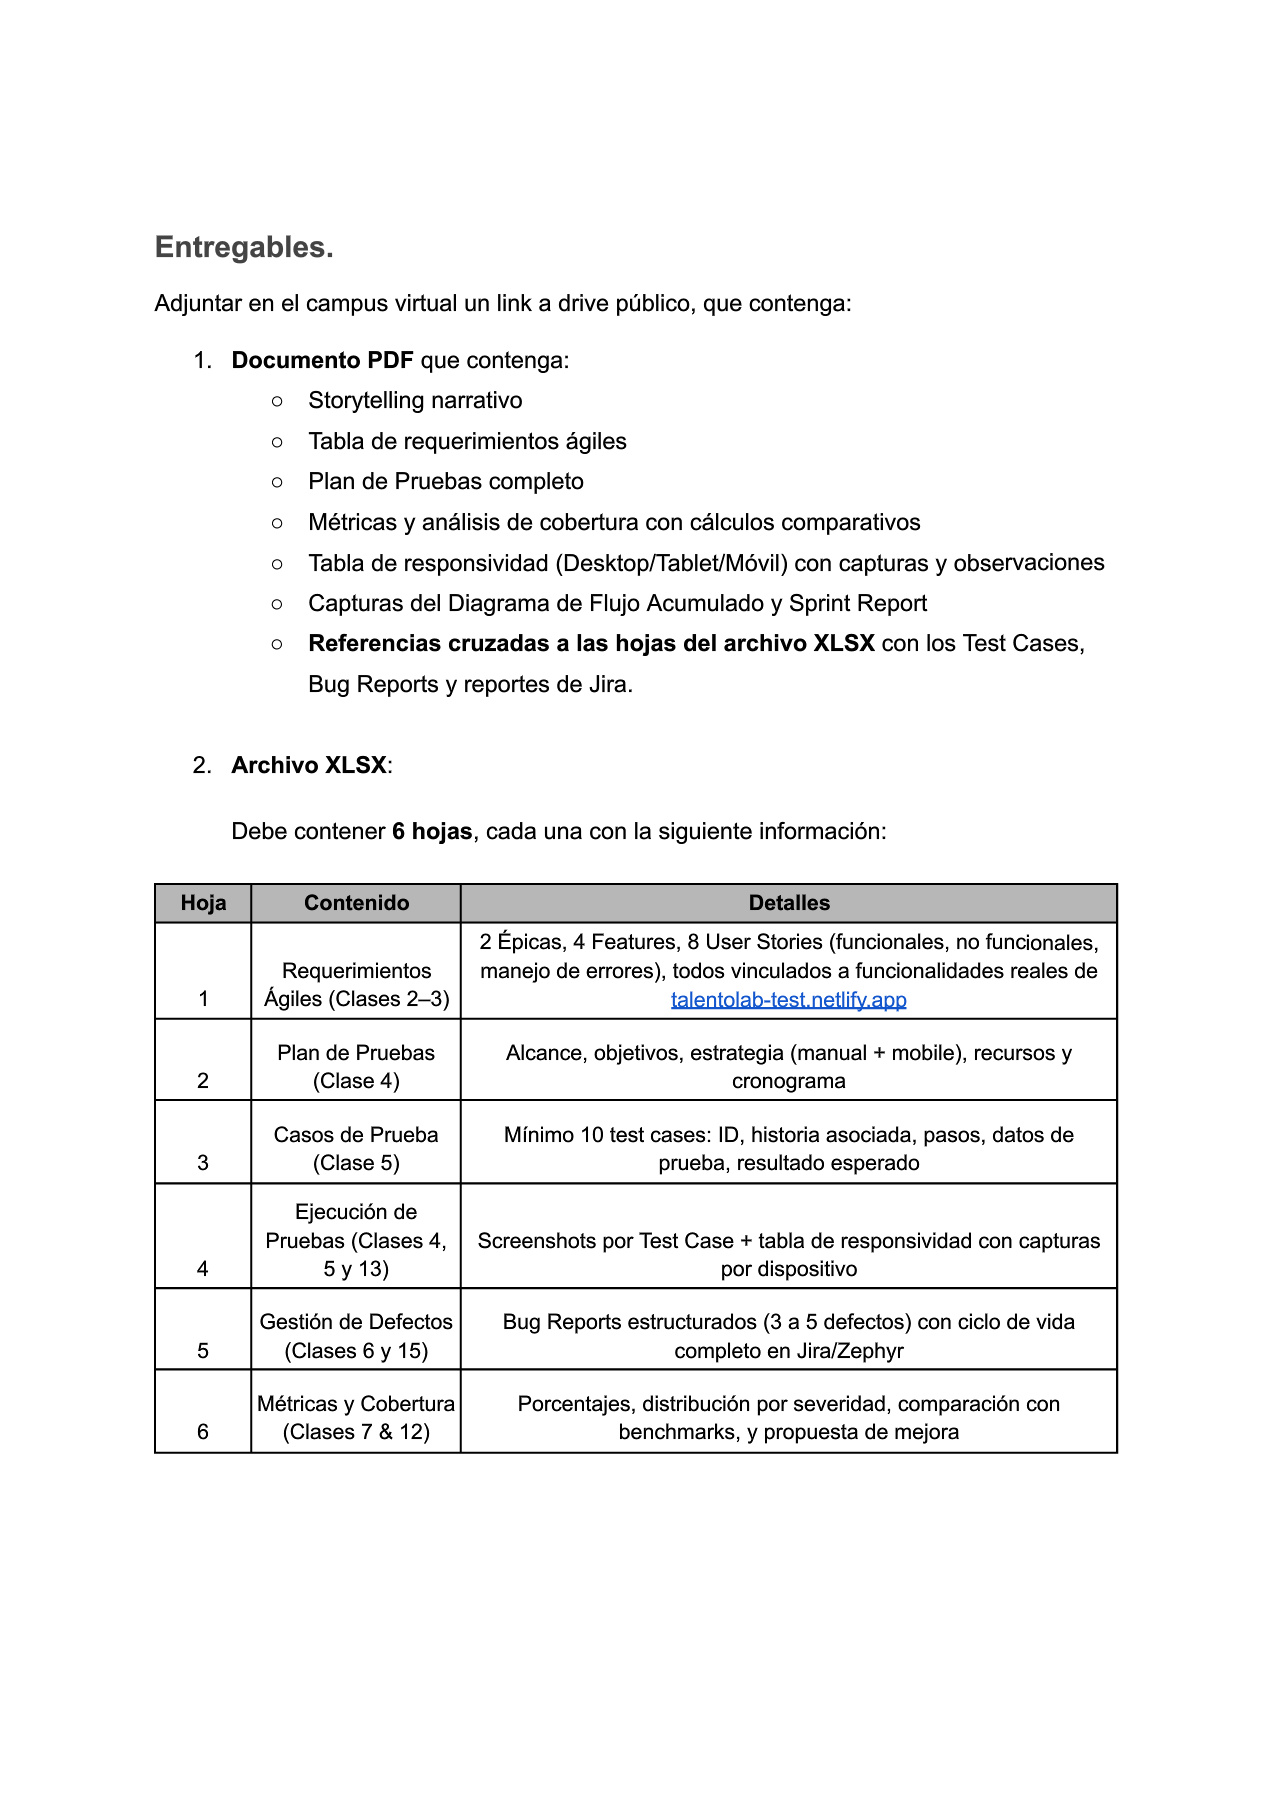 Entregables.
Adjuntar en el campus virtual un link a drive público, que contenga:
1. Documento PDF que contenga:
○ Storytelling narrativo
○ Tabla de requerimientos ágiles
○ Plan de Pruebas completo
○ Métricas y análisis de cobertura con cálculos comparativos
○ Tabla de responsividad (Desktop/Tablet/Móvil) con capturas y observaciones
○ Capturas del Diagrama de Flujo Acumulado y Sprint Report
○ Referencias cruzadas a las hojas del archivo XLSX con los Test Cases,
Bug Reports y reportes de Jira.
2. Archivo XLSX:
Debe contener 6 hojas, cada una con la siguiente información:
Hoja Contenido Detalles
1
Requerimientos
Ágiles (Clases 2–3)
2 Épicas, 4 Features, 8 User Stories (funcionales, no funcionales,
manejo de errores), todos vinculados a funcionalidades reales de
talentolab-test.netlify.app
2
Plan de Pruebas
(Clase 4)
Alcance, objetivos, estrategia (manual + mobile), recursos y
cronograma
3
Casos de Prueba
(Clase 5)
Mínimo 10 test cases: ID, historia asociada, pasos, datos de
prueba, resultado esperado
4
Ejecución de
Pruebas (Clases 4,
5 y 13)
Screenshots por Test Case + tabla de responsividad con capturas
por dispositivo
5
Gestión de Defectos
(Clases 6 y 15)
Bug Reports estructurados (3 a 5 defectos) con ciclo de vida
completo en Jira/Zephyr
6
Métricas y Cobertura
(Clases 7 & 12)
Porcentajes, distribución por severidad, comparación con
benchmarks, y propuesta de mejora